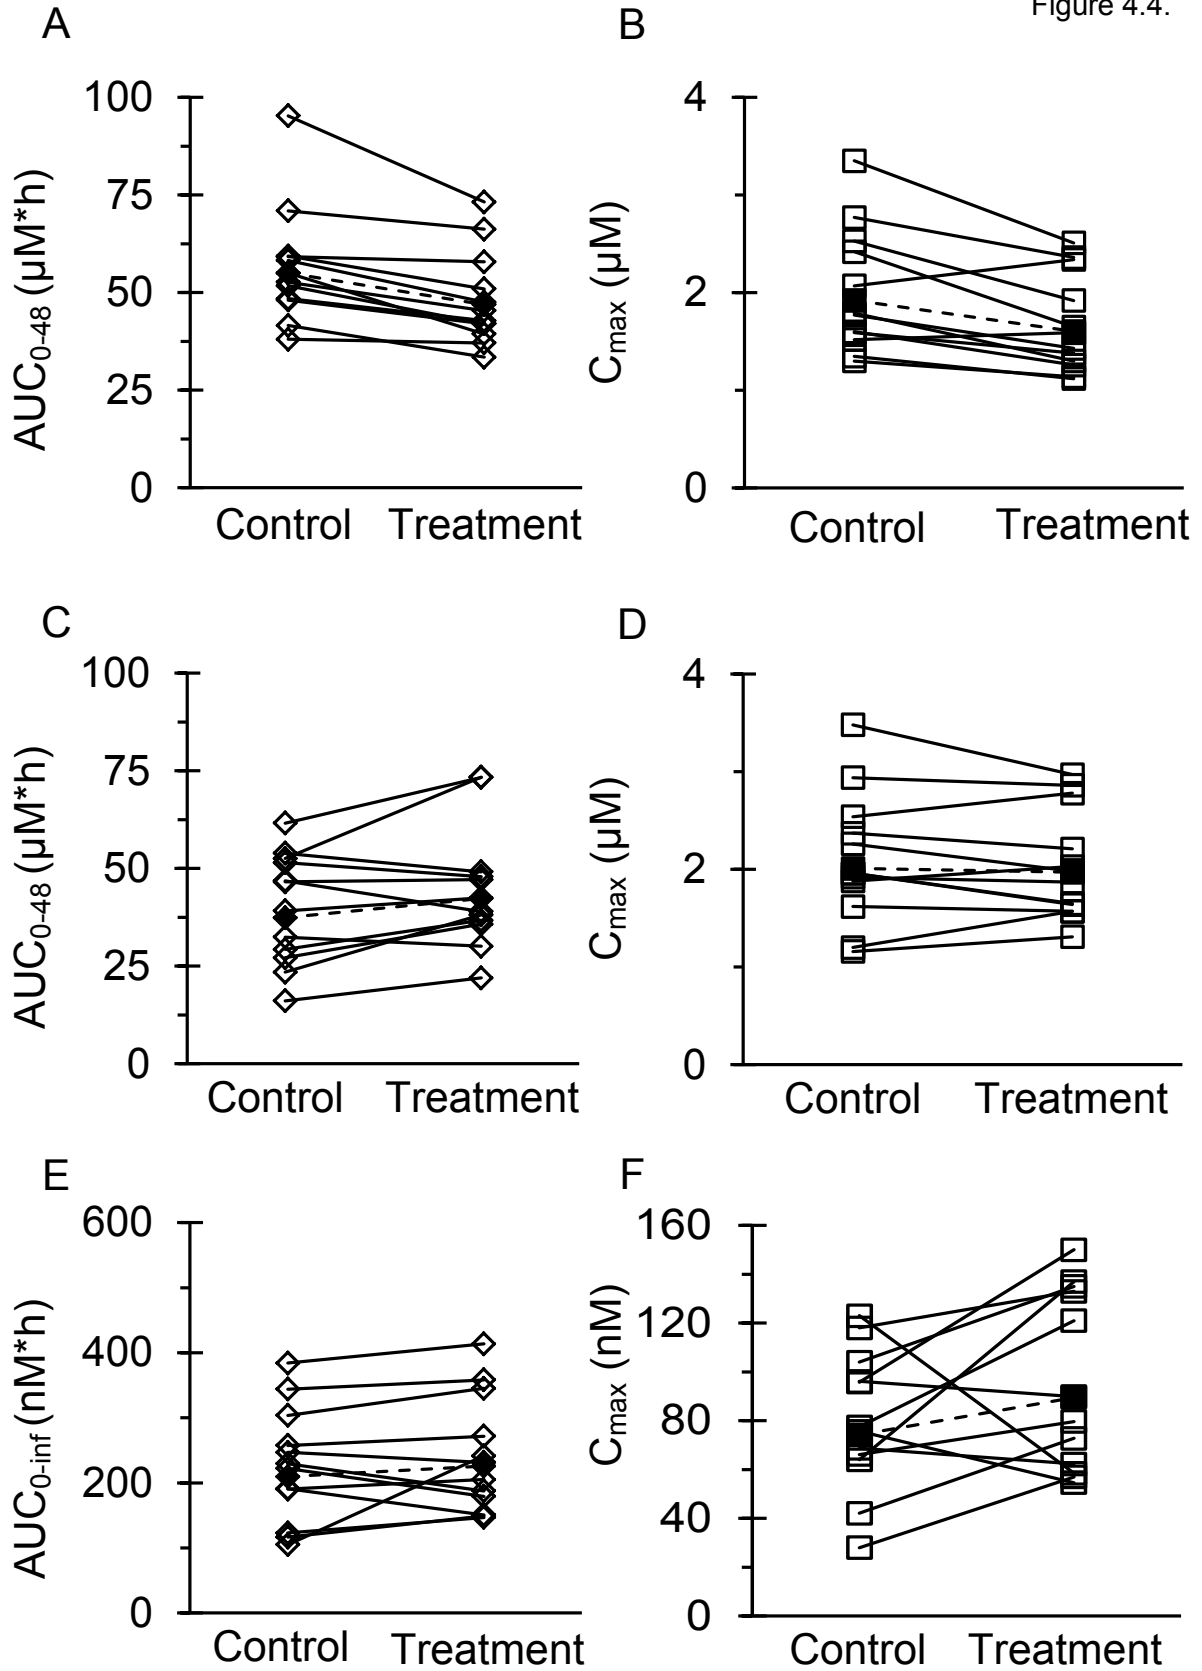 Figure 4.4.
A
100
75
50
25
0
AUC0-48 (µM*h)
Control Treatment
B
4
2
0
Cmax (µM)
Control Treatment
C
100
75
50
25
0
AUC0-48 (µM*h)
Control Treatment
D
4
2
0
Cmax (µM)
Control Treatment
E
600
400
200
0
AUC0-inf (nM*h)
Control Treatment
F
160
120
80
40
0
Cmax (nM)
Control Treatment